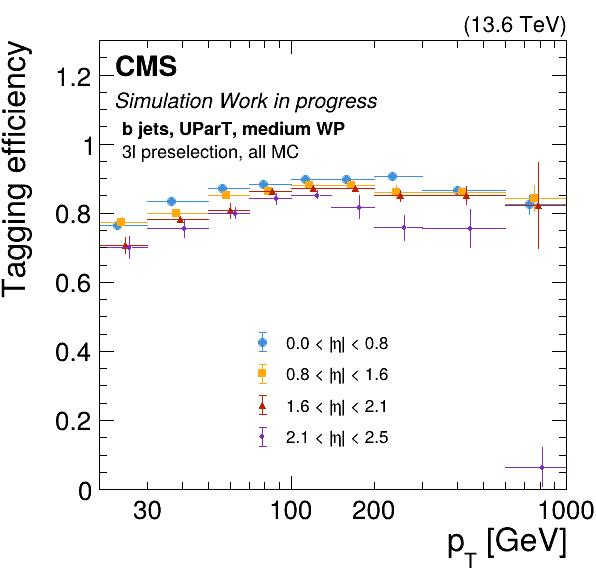 (13.6 TeV)
CMS
Simulation Work in progress
b jets, UParT, medium WP
3l preselection, all MC
Tagging efficiency
1.2
1
0.8
0.6
0.4
0.2
0
0.0 < |η| < 0.8
0.8 < |η| < 1.6
1.6 < |η| < 2.1
2.1 < |η| < 2.5
30 100 200 1000
p_T [GeV]